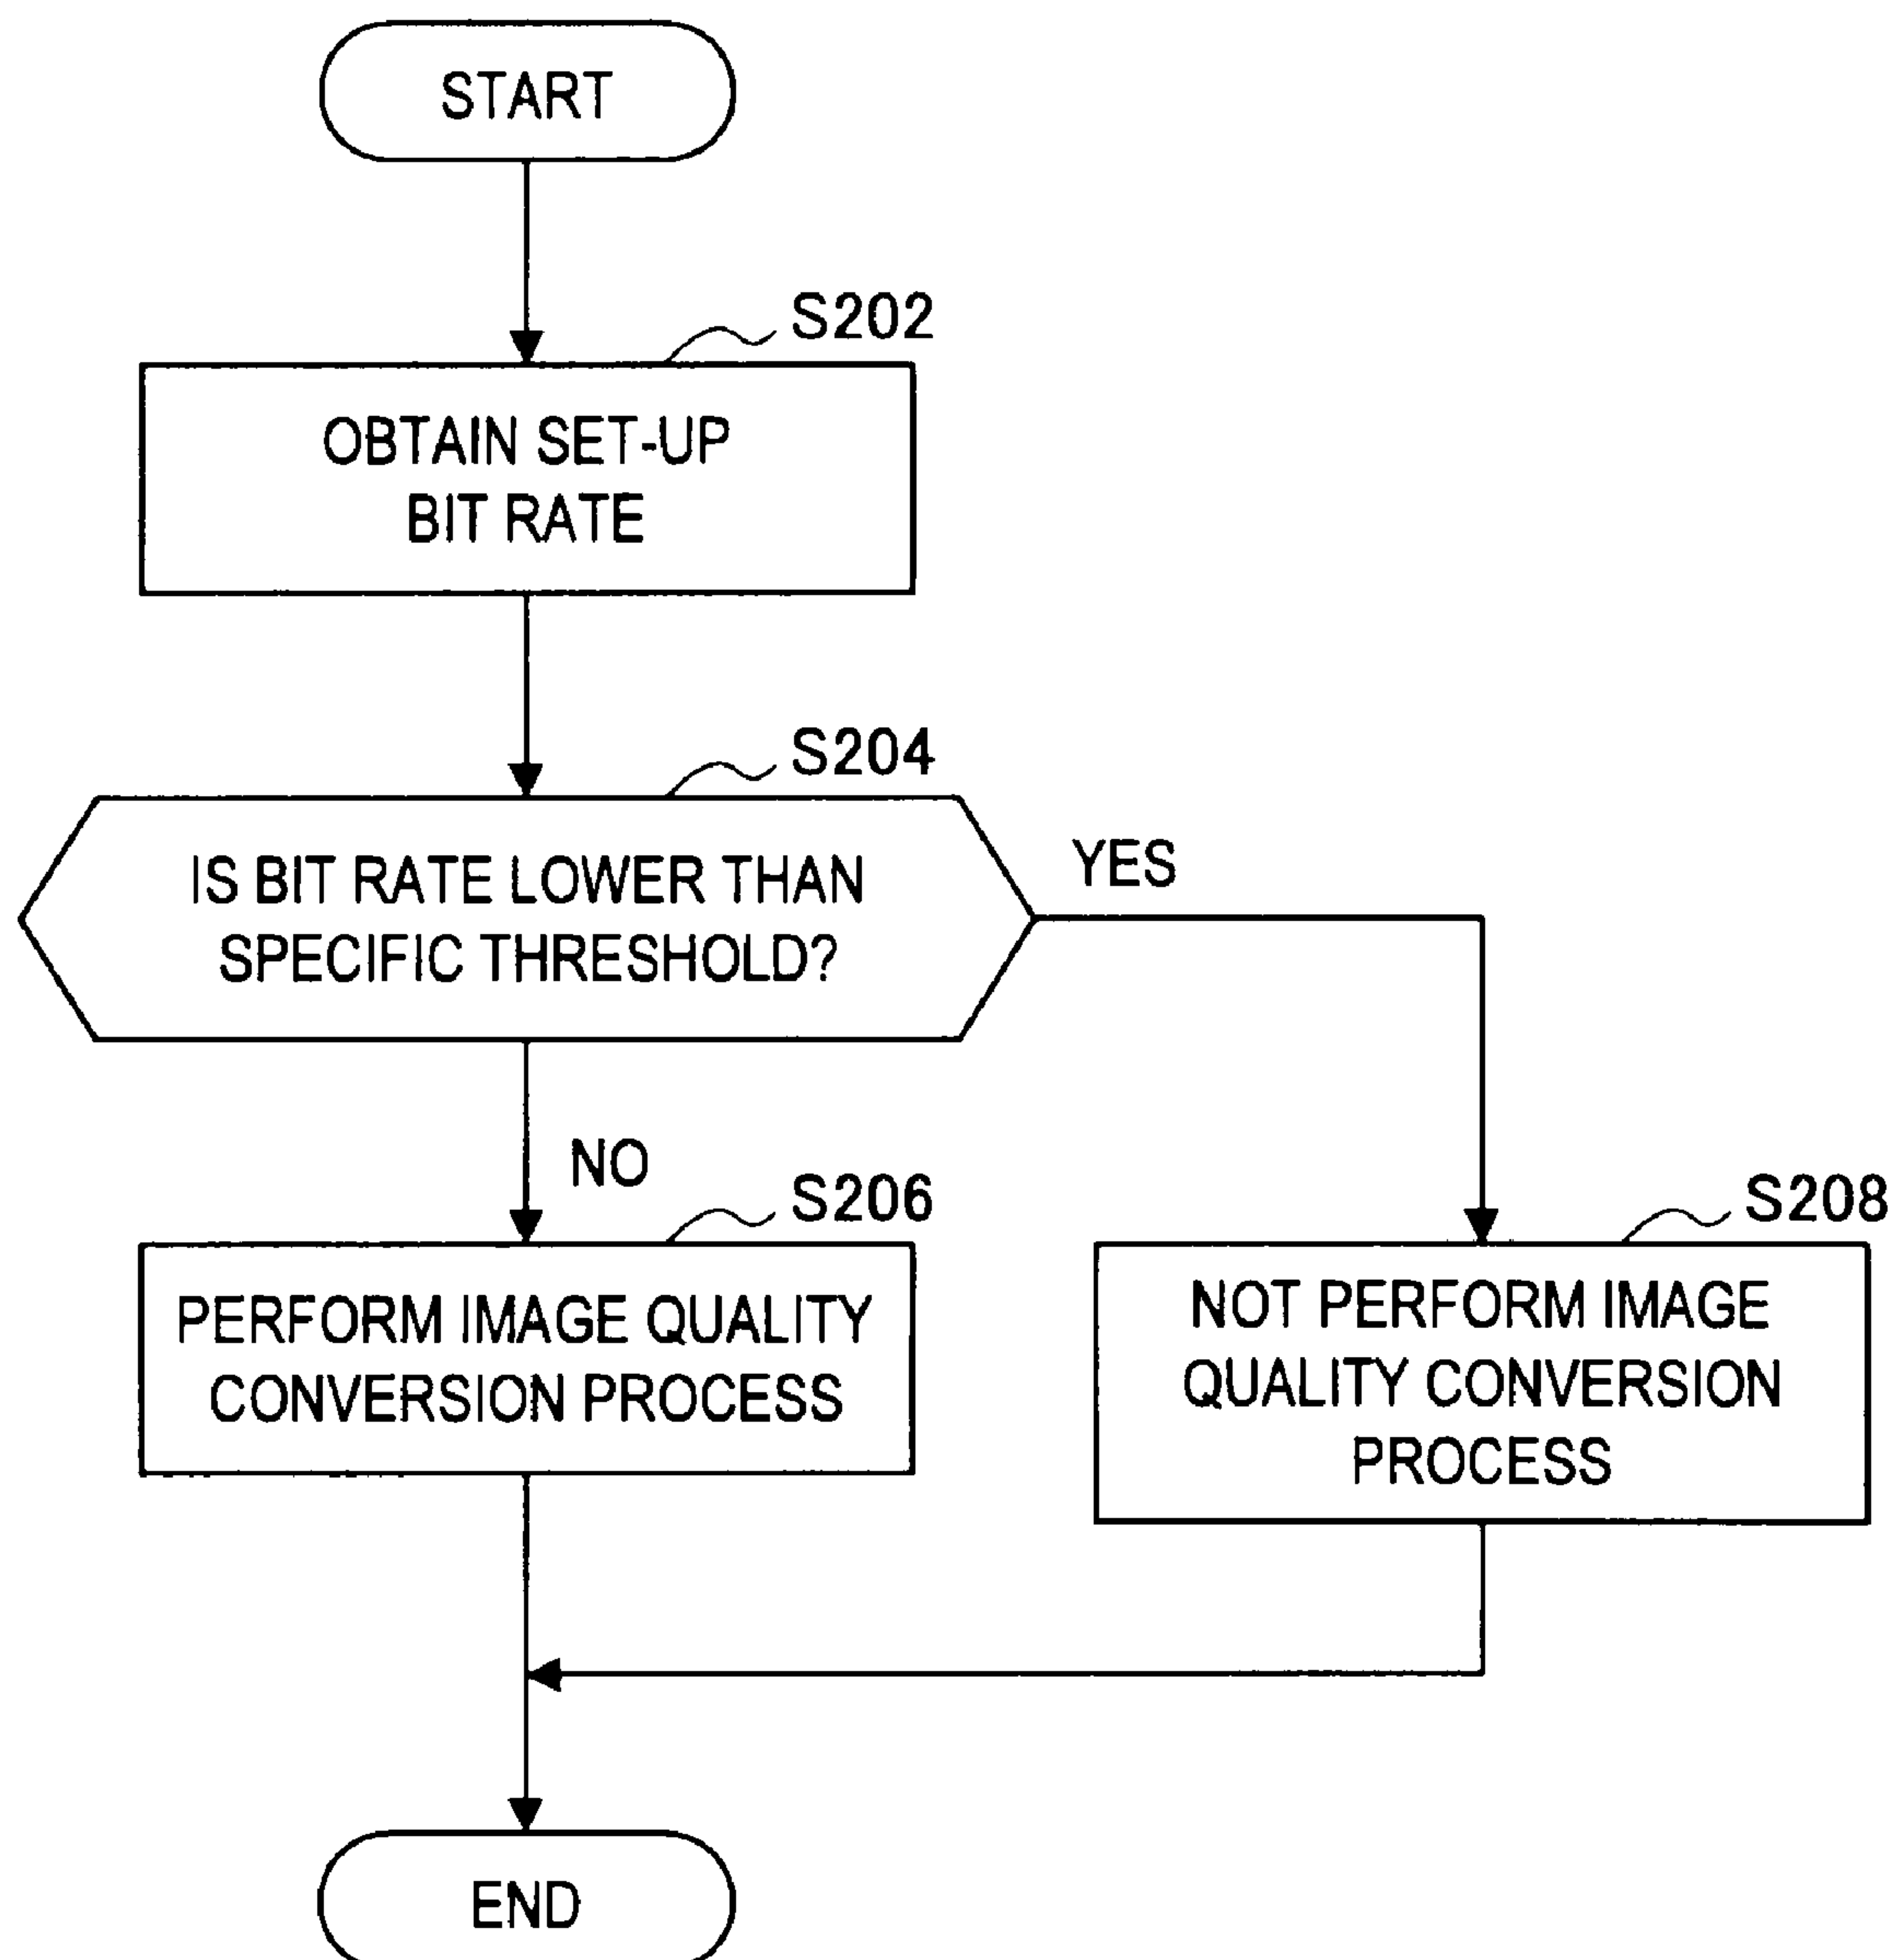 START
S202
OBTAIN SET-UP
BIT RATE
S204
IS BIT RATE LOWER THAN
SPECIFIC THRESHOLD?
YES
NO
S206
PERFORM IMAGE QUALITY
CONVERSION PROCESS
S208
NOT PERFORM IMAGE
QUALITY CONVERSION
PROCESS
END